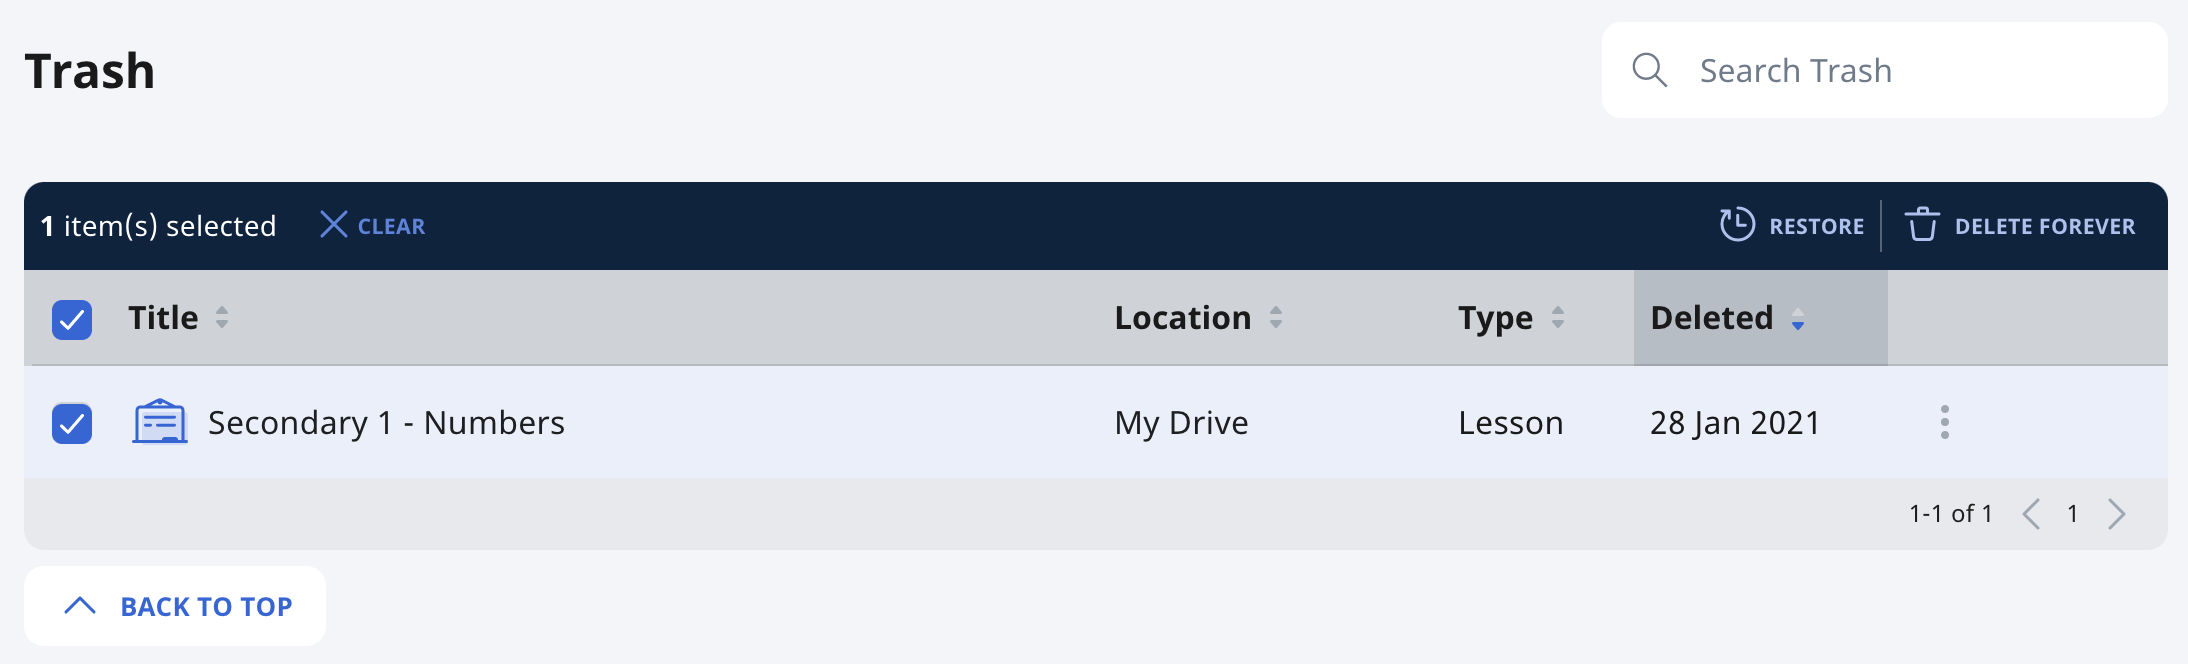 Trash
Search Trash
1 item(s) selected CLEAR RESTORE DELETE FOREVER
Title Location Type Deleted
Secondary 1 - Numbers My Drive Lesson 28 Jan 2021
1-1 of 1 1
BACK TO TOP